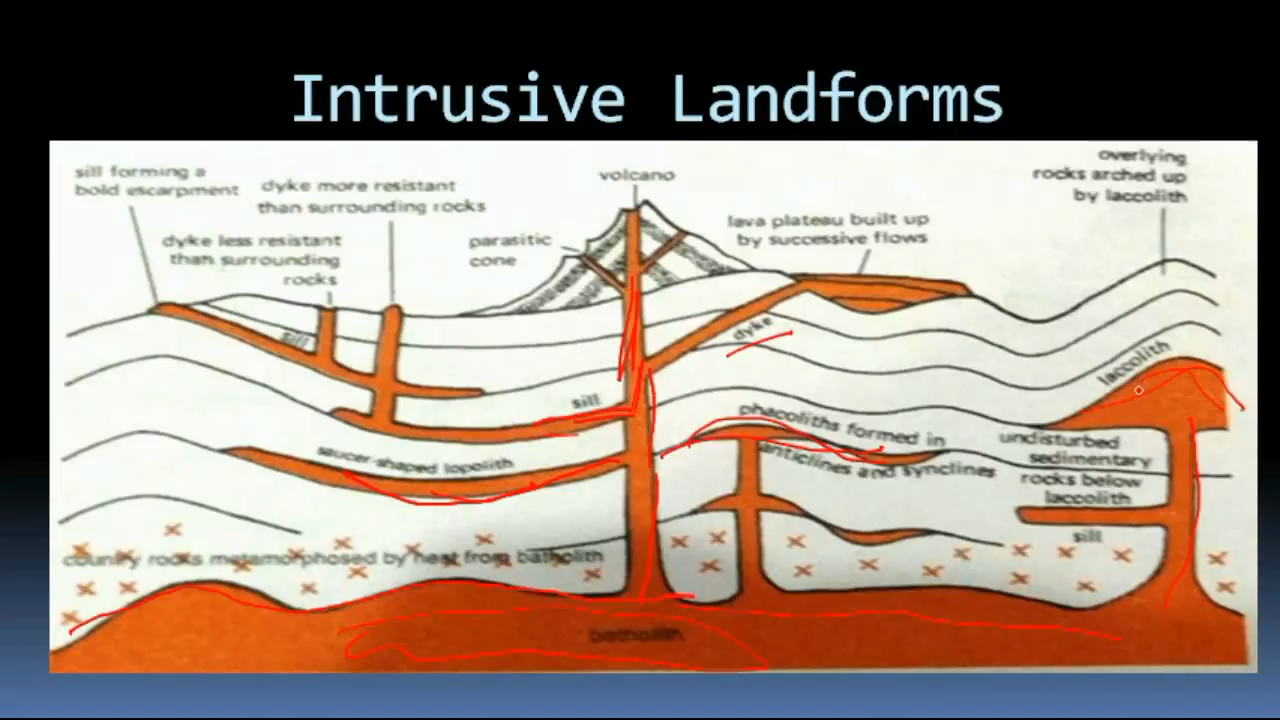 Intrusive Landforms
sill forming a
bold escarpment
dyke more resistant
than surrounding rocks
dyke less resistant
than surrounding
rocks
volcano
parasitic
cone
lava plateau built up
by successive flows
overlying
rocks arched up
by laccolith
sill
dyke
laccolith
sill
phacoliths formed in
anticlines and synclines
saucer-shaped lopolith
undisturbed
sedimentary
rocks below
laccolith
sill
country rocks metamorphosed by heat from batholith
batholith